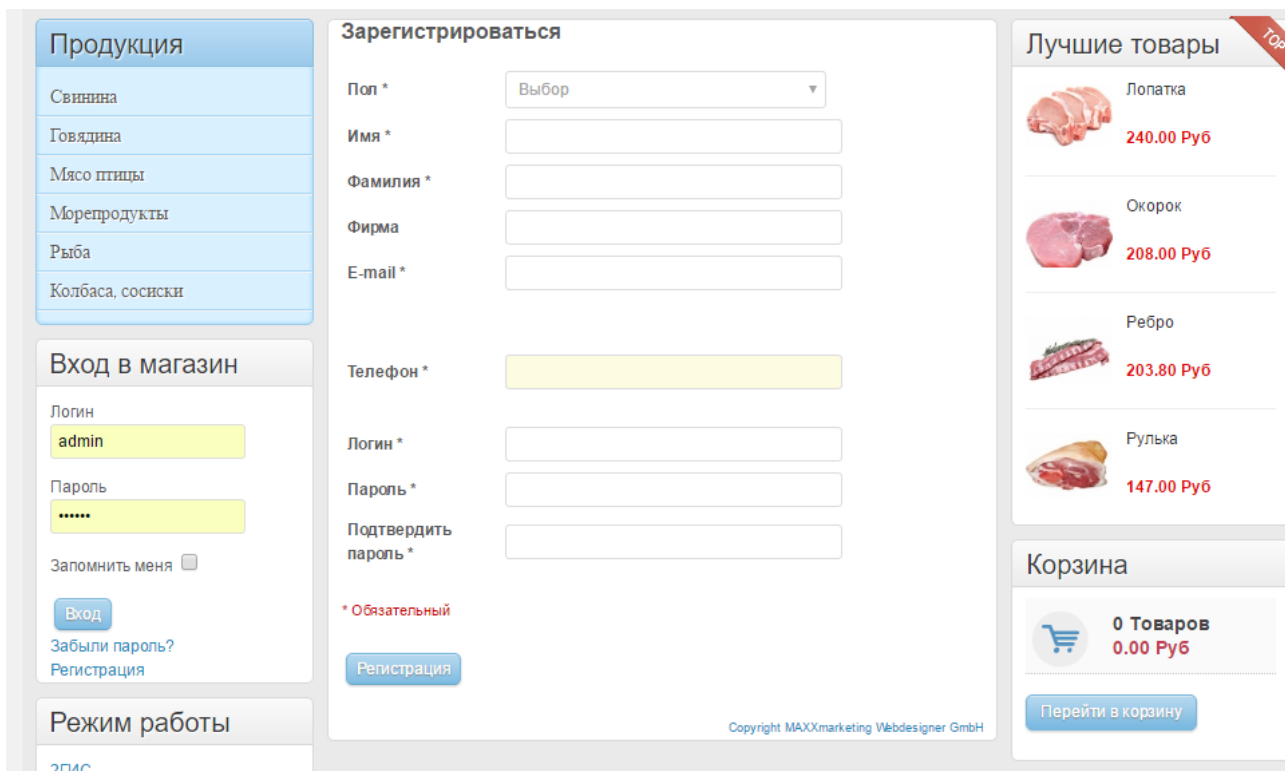 Продукция
Свинина
Говядина
Мясо птицы
Морепродукты
Рыба
Колбаса, сосиски
Вход в магазин
Логин
admin
Пароль
••••••
Запомнить меня
Вход
Забыли пароль?
Регистрация
Режим работы
2ГИС
Зарегистрироваться
Пол *
Выбор
Имя *
Фамилия *
Фирма
E-mail *
Телефон *
Логин *
Пароль *
Подтвердить
пароль *
* Обязательный
Регистрация
Copyright MAXXmarketing Webdesigner GmbH
Лучшие товары
TOP
Лопатка
240.00 Руб
Окорок
208.00 Руб
Ребро
203.80 Руб
Рулька
147.00 Руб
Корзина
0 Товаров
0.00 Руб
Перейти в корзину